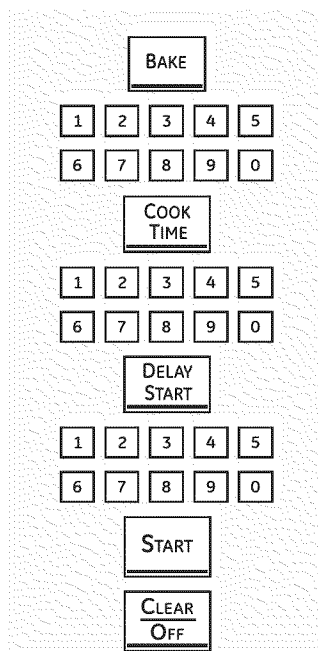 BAKE
1 2 3 4 5
6 7 8 9 0
COOK
TIME
1 2 3 4 5
6 7 8 9 0
DELAY
START
1 2 3 4 5
6 7 8 9 0
START
CLEAR
OFF